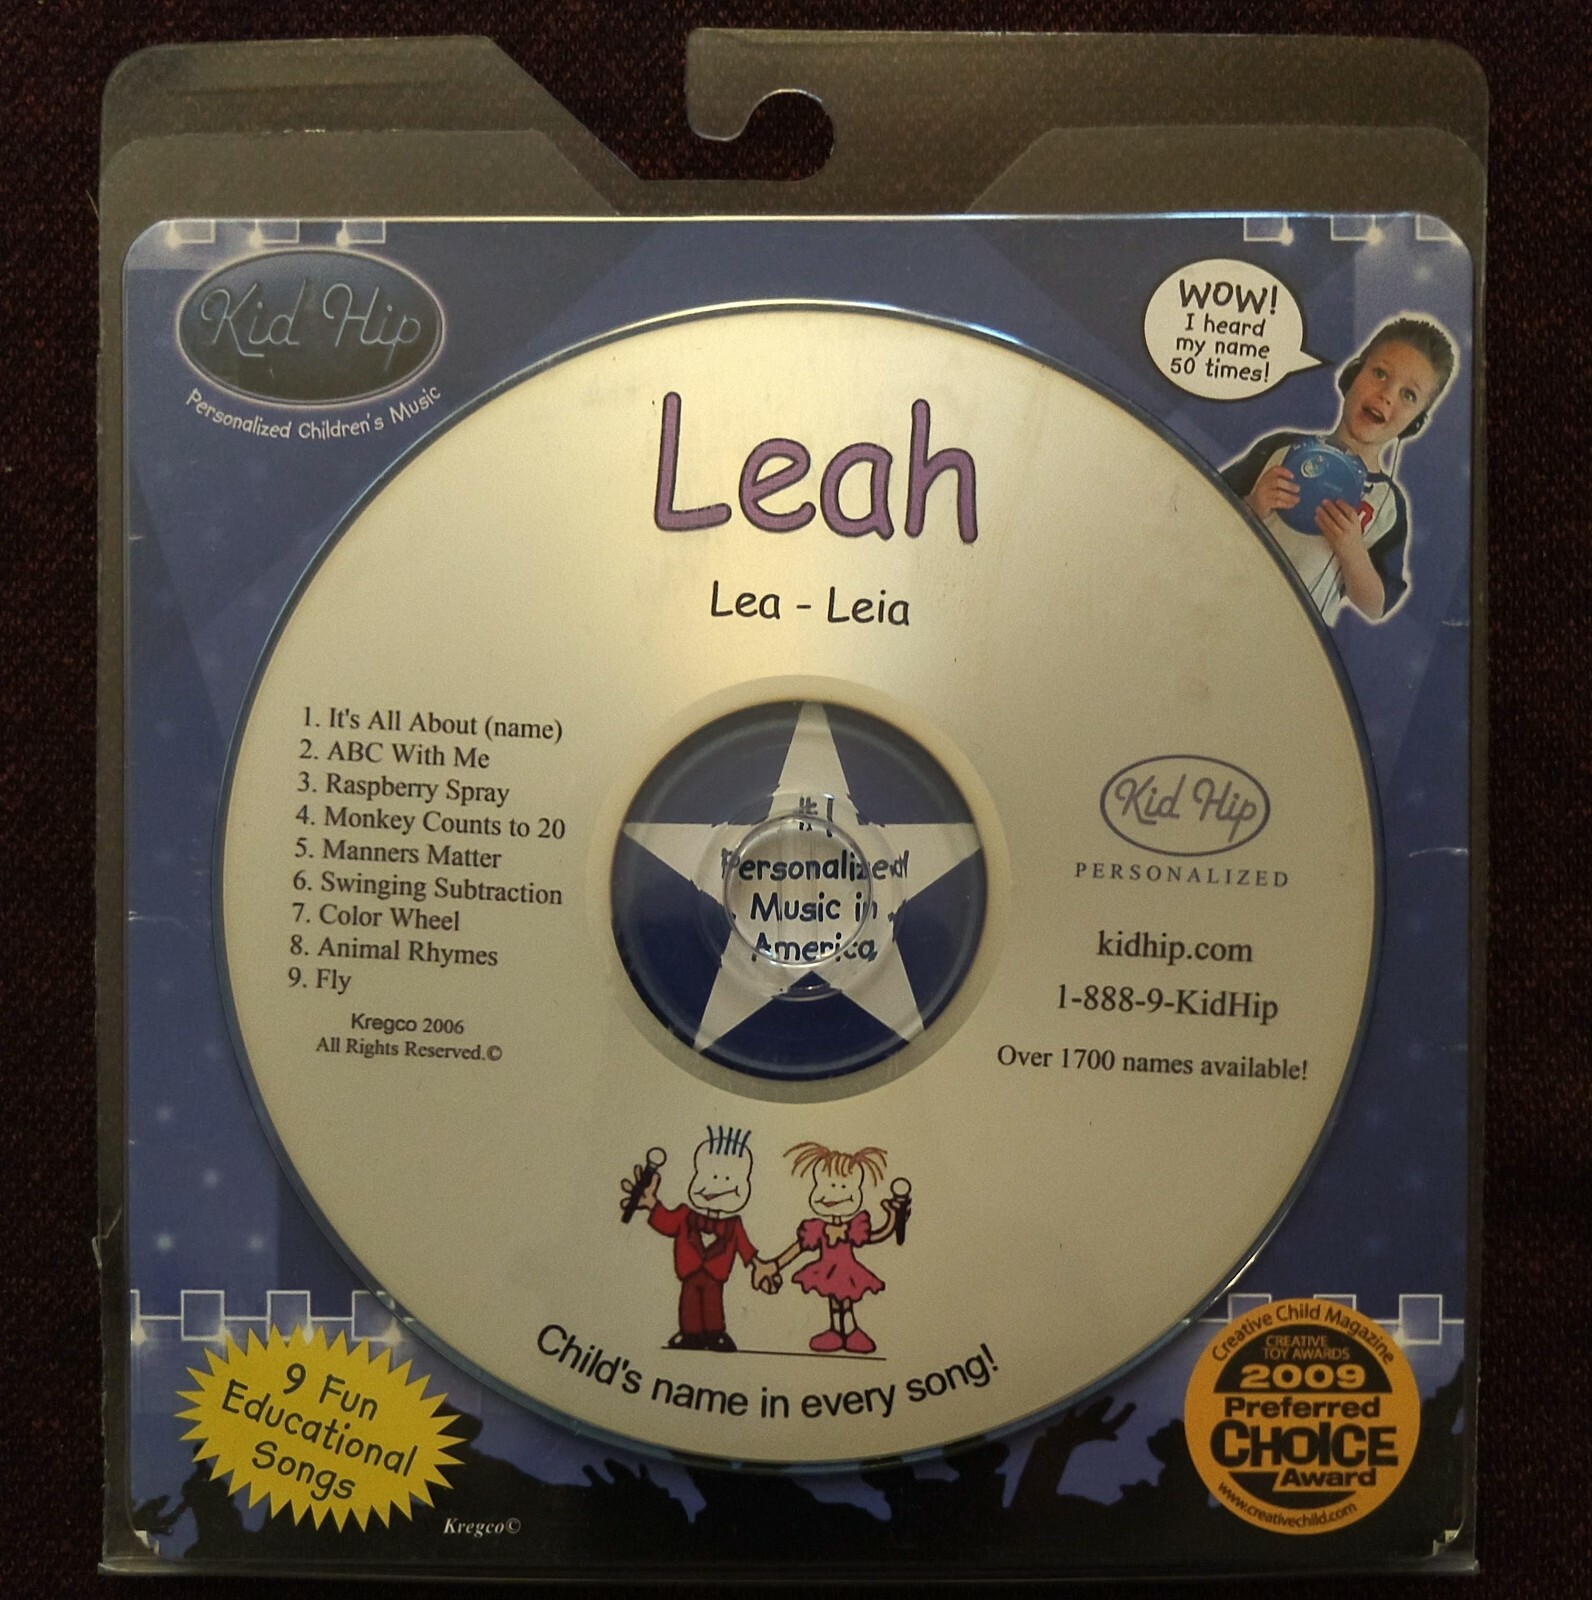 Kid Hip
Personalized Children's Music
WOW!
I heard
my name
50 times!
Leah
Lea - Leia
1. It's All About (name)
2. ABC With Me
3. Raspberry Spray
4. Monkey Counts to 20
5. Manners Matter
6. Swinging Subtraction
7. Color Wheel
8. Animal Rhymes
9. Fly
Kregco 2006
All Rights Reserved.©
#1
Personalized
Music in
America
Kid Hip
PERSONALIZED
kidhip.com
1-888-9-KidHip
Over 1700 names available!
Child's name in every song!
9 Fun
Educational
Songs
Kregco©
Creative Child Magazine
CREATIVE
TOY AWARDS
2009
Preferred
CHOICE
Award
www.creativechild.com